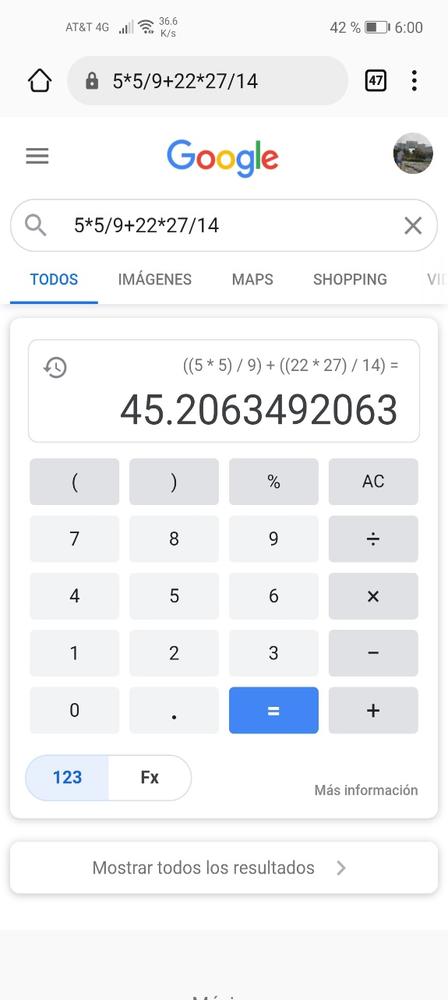 AT&T 4G 36.6 K/s 42 % 6:00
5*5/9+22*27/14 47
Google
5*5/9+22*27/14
TODOS IMÁGENES MAPS SHOPPING
((5 * 5) / 9) + ((22 * 27) / 14) =
45.2063492063
( ) % AC
7 8 9 ÷
4 5 6 ×
1 2 3 −
0 . = +
123 Fx
Más información
Mostrar todos los resultados